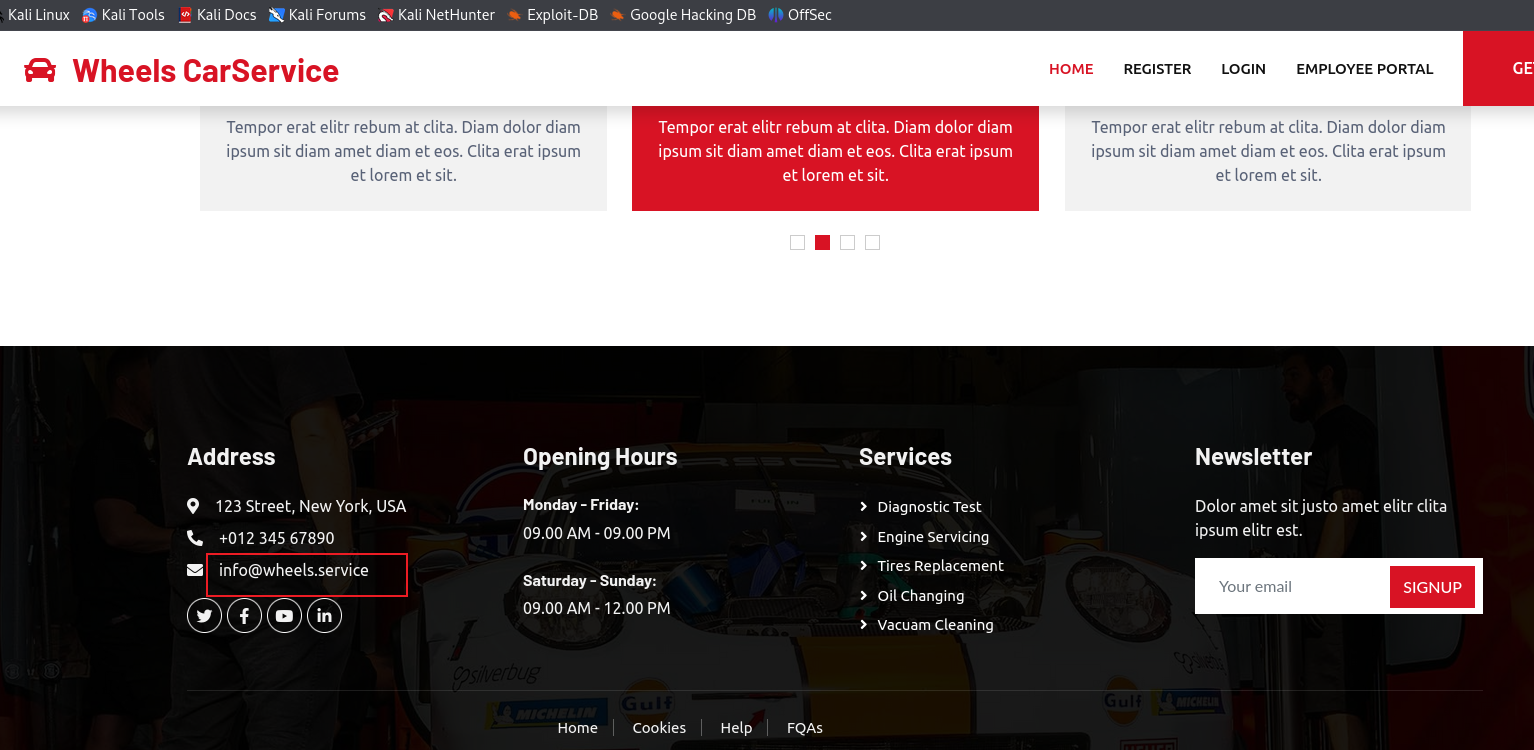 Kali Linux Kali Tools Kali Docs Kali Forums Kali NetHunter Exploit-DB Google Hacking DB OffSec
Wheels CarService HOME REGISTER LOGIN EMPLOYEE PORTAL
Tempor erat elitr rebum at clita. Diam dolor diam
ipsum sit diam amet diam et eos. Clita erat ipsum
et lorem et sit.
Tempor erat elitr rebum at clita. Diam dolor diam
ipsum sit diam amet diam et eos. Clita erat ipsum
et lorem et sit.
Tempor erat elitr rebum at clita. Diam dolor diam
ipsum sit diam amet diam et eos. Clita erat ipsum
et lorem et sit.
Address
123 Street, New York, USA
+012 345 67890
info@wheels.service
Opening Hours
Monday - Friday:
09.00 AM - 09.00 PM
Saturday - Sunday:
09.00 AM - 12.00 PM
Services
Diagnostic Test
Engine Servicing
Tires Replacement
Oil Changing
Vacuam Cleaning
Newsletter
Dolor amet sit justo amet elitr clita
ipsum elitr est.
Your email SIGNUP
silverbug
Gulf
MICHELIN
Gulf
MICHELIN
Home Cookies Help FQAs